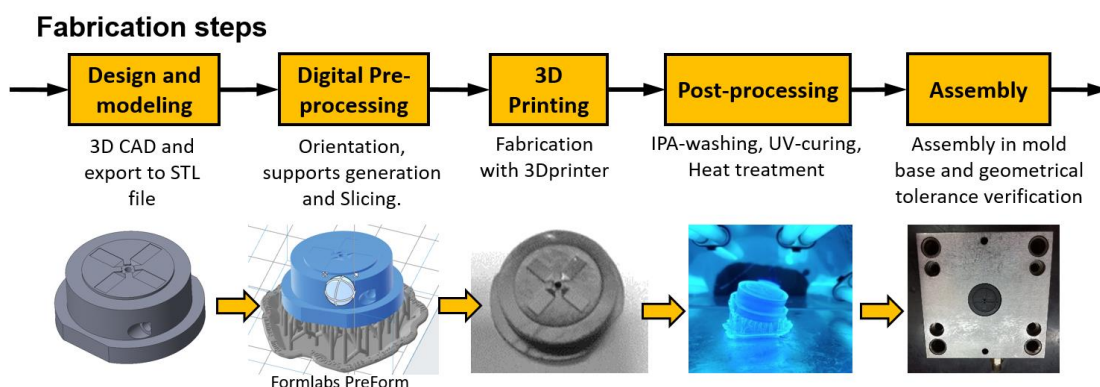 Fabrication steps
Design and
modeling
Digital Pre-
processing
3D
Printing
Post-processing
Assembly
3D CAD and
export to STL
file
Orientation,
supports generation
and Slicing.
Fabrication
with 3Dprinter
IPA-washing, UV-curing,
Heat treatment
Assembly in mold
base and geometrical
tolerance verification
Formlabs PreForm